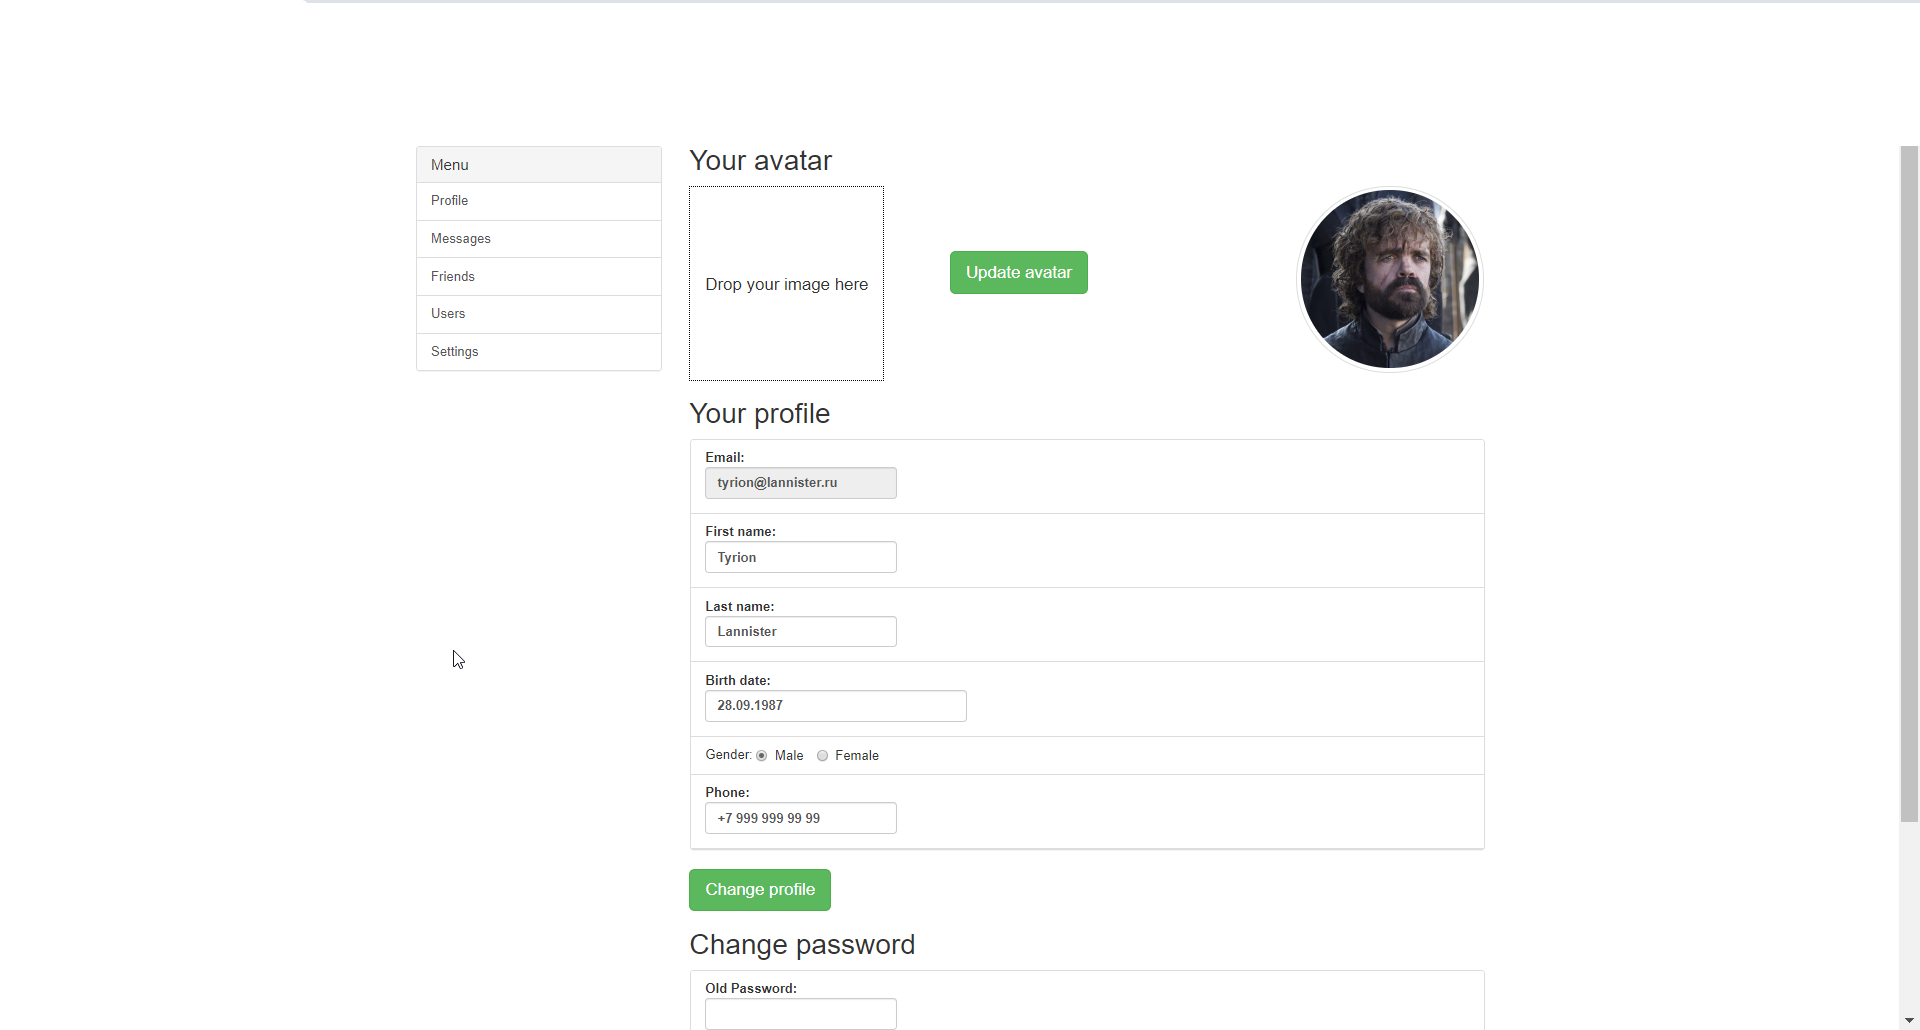 Menu
Profile
Messages
Friends
Users
Settings
Your avatar
Drop your image here
Update avatar
Your profile
Email:
tyrion@lannister.ru
First name:
Tyrion
Last name:
Lannister
Birth date:
28.09.1987
Gender: Male Female
Phone:
+7 999 999 99 99
Change profile
Change password
Old Password: